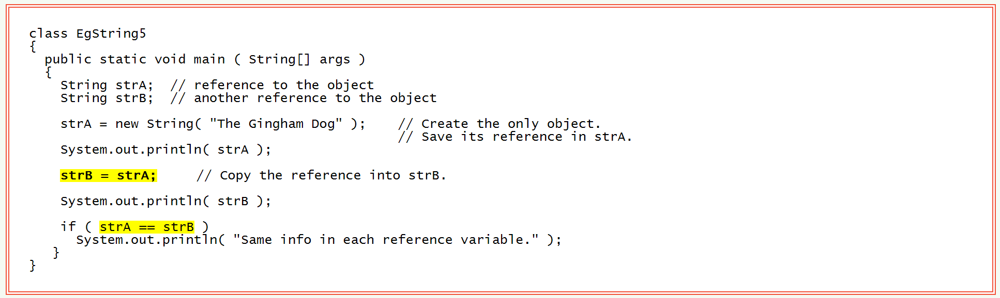 class EgString5
{
  public static void main ( String[] args )
  {
    String strA;  // reference to the object
    String strB;  // another reference to the object

    strA = new String( "The Gingham Dog" );    // Create the only object.
                                               // Save its reference in strA.
    System.out.println( strA );

    strB = strA;     // Copy the reference into strB.

    System.out.println( strB );

    if ( strA == strB )
      System.out.println( "Same info in each reference variable." );
   }
}